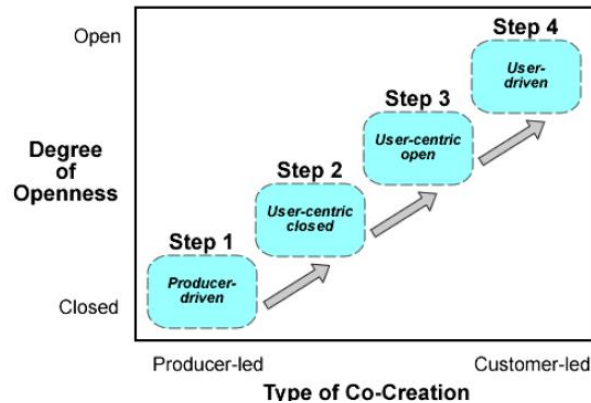 Open
Step 4
User-
driven
Step 3
User-centric
open
Degree
of
Openness
Step 2
User-centric
closed
Step 1
Producer-
driven
Closed
Producer-led
Customer-led
Type of Co-Creation